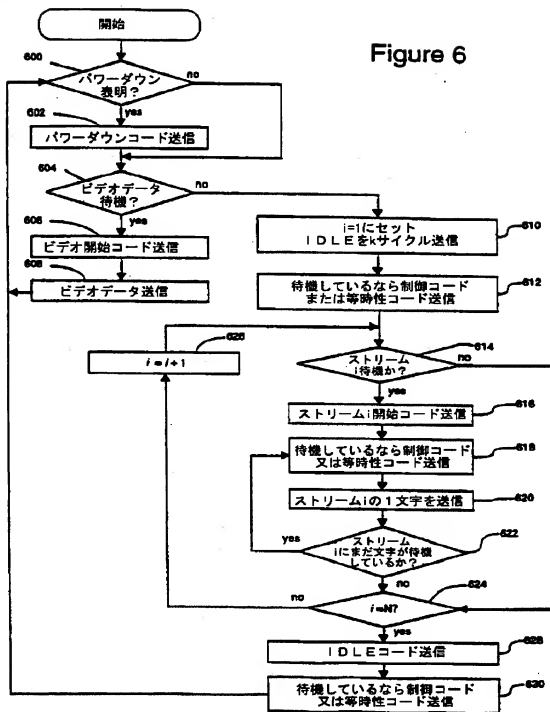 開始
Figure 6
600
パワーダウン
表明?
no
yes
602
パワーダウンコード送信
604
ビデオデータ
待機?
no
yes
606
ビデオ開始コード送信
608
ビデオデータ送信
i=1にセット
IDLEをkサイクル送信
610
待機しているなら制御コード
または等時性コード送信
612
626
i = i+1
ストリーム
i待機か?
614
no
yes
ストリームi開始コード送信
616
待機しているなら制御コード
又は等時性コード送信
618
ストリームiの1文字を送信
620
yes
ストリーム
iにまだ文字が待機
しているか?
622
no
624
no
i=N?
yes
IDLEコード送信
628
待機しているなら制御コード
又は等時性コード送信
630